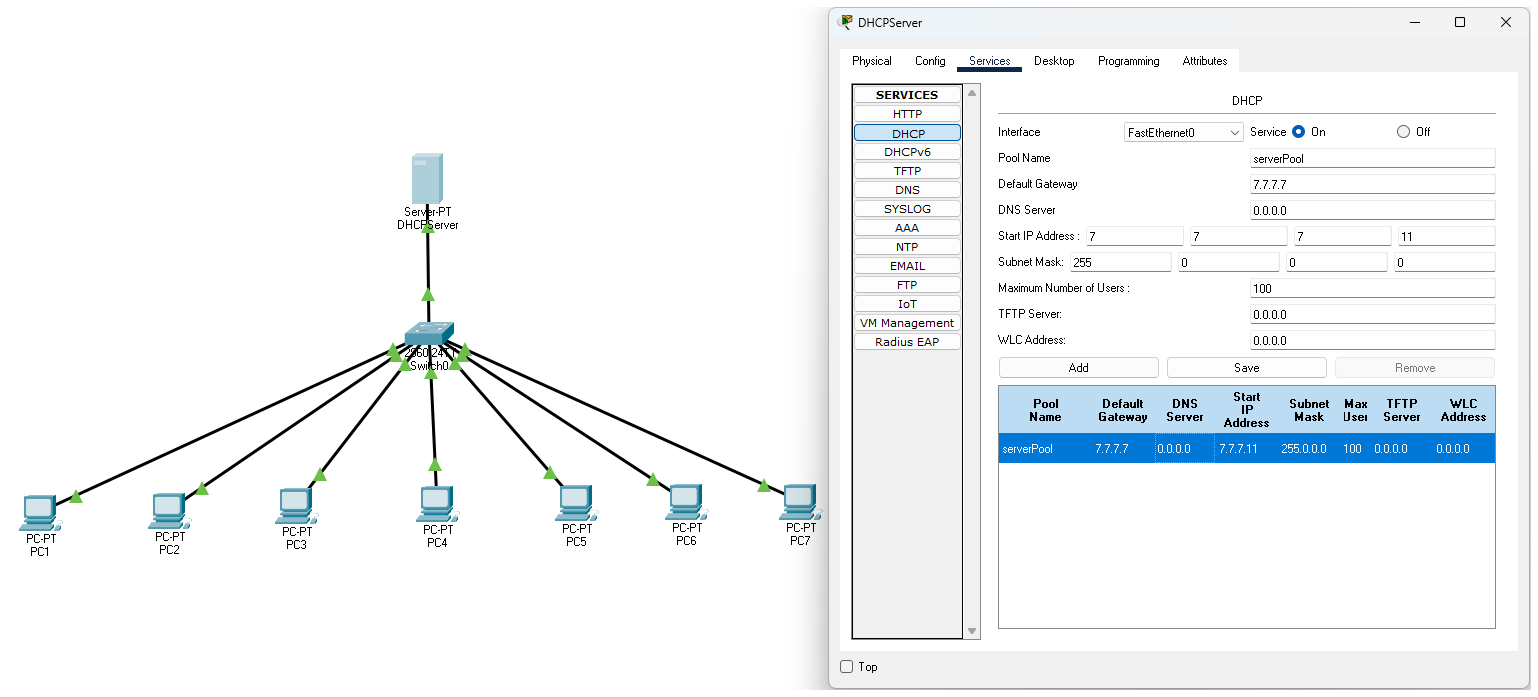 DHCPServer
Physical Config Services Desktop Programming Attributes
SERVICES
HTTP
DHCP
DHCPv6
TFTP
DNS
SYSLOG
AAA
NTP
EMAIL
FTP
IoT
VM Management
Radius EAP
DHCP
Interface FastEthernet0 Service On Off
Pool Name serverPool
Default Gateway 7.7.7.7
DNS Server 0.0.0.0
Start IP Address : 7 7 7 11
Subnet Mask: 255 0 0 0
Maximum Number of Users : 100
TFTP Server: 0.0.0.0
WLC Address: 0.0.0.0
Add Save Remove
Pool Name Default Gateway DNS Server Start IP Address Subnet Mask Max User TFTP Server WLC Address
serverPool 7.7.7.7 0.0.0.0 7.7.7.11 255.0.0.0 100 0.0.0.0 0.0.0.0
Top
Server-PT
DHCPServer
2960-24TT
Switch0
PC-PT
PC1
PC-PT
PC2
PC-PT
PC3
PC-PT
PC4
PC-PT
PC5
PC-PT
PC6
PC-PT
PC7